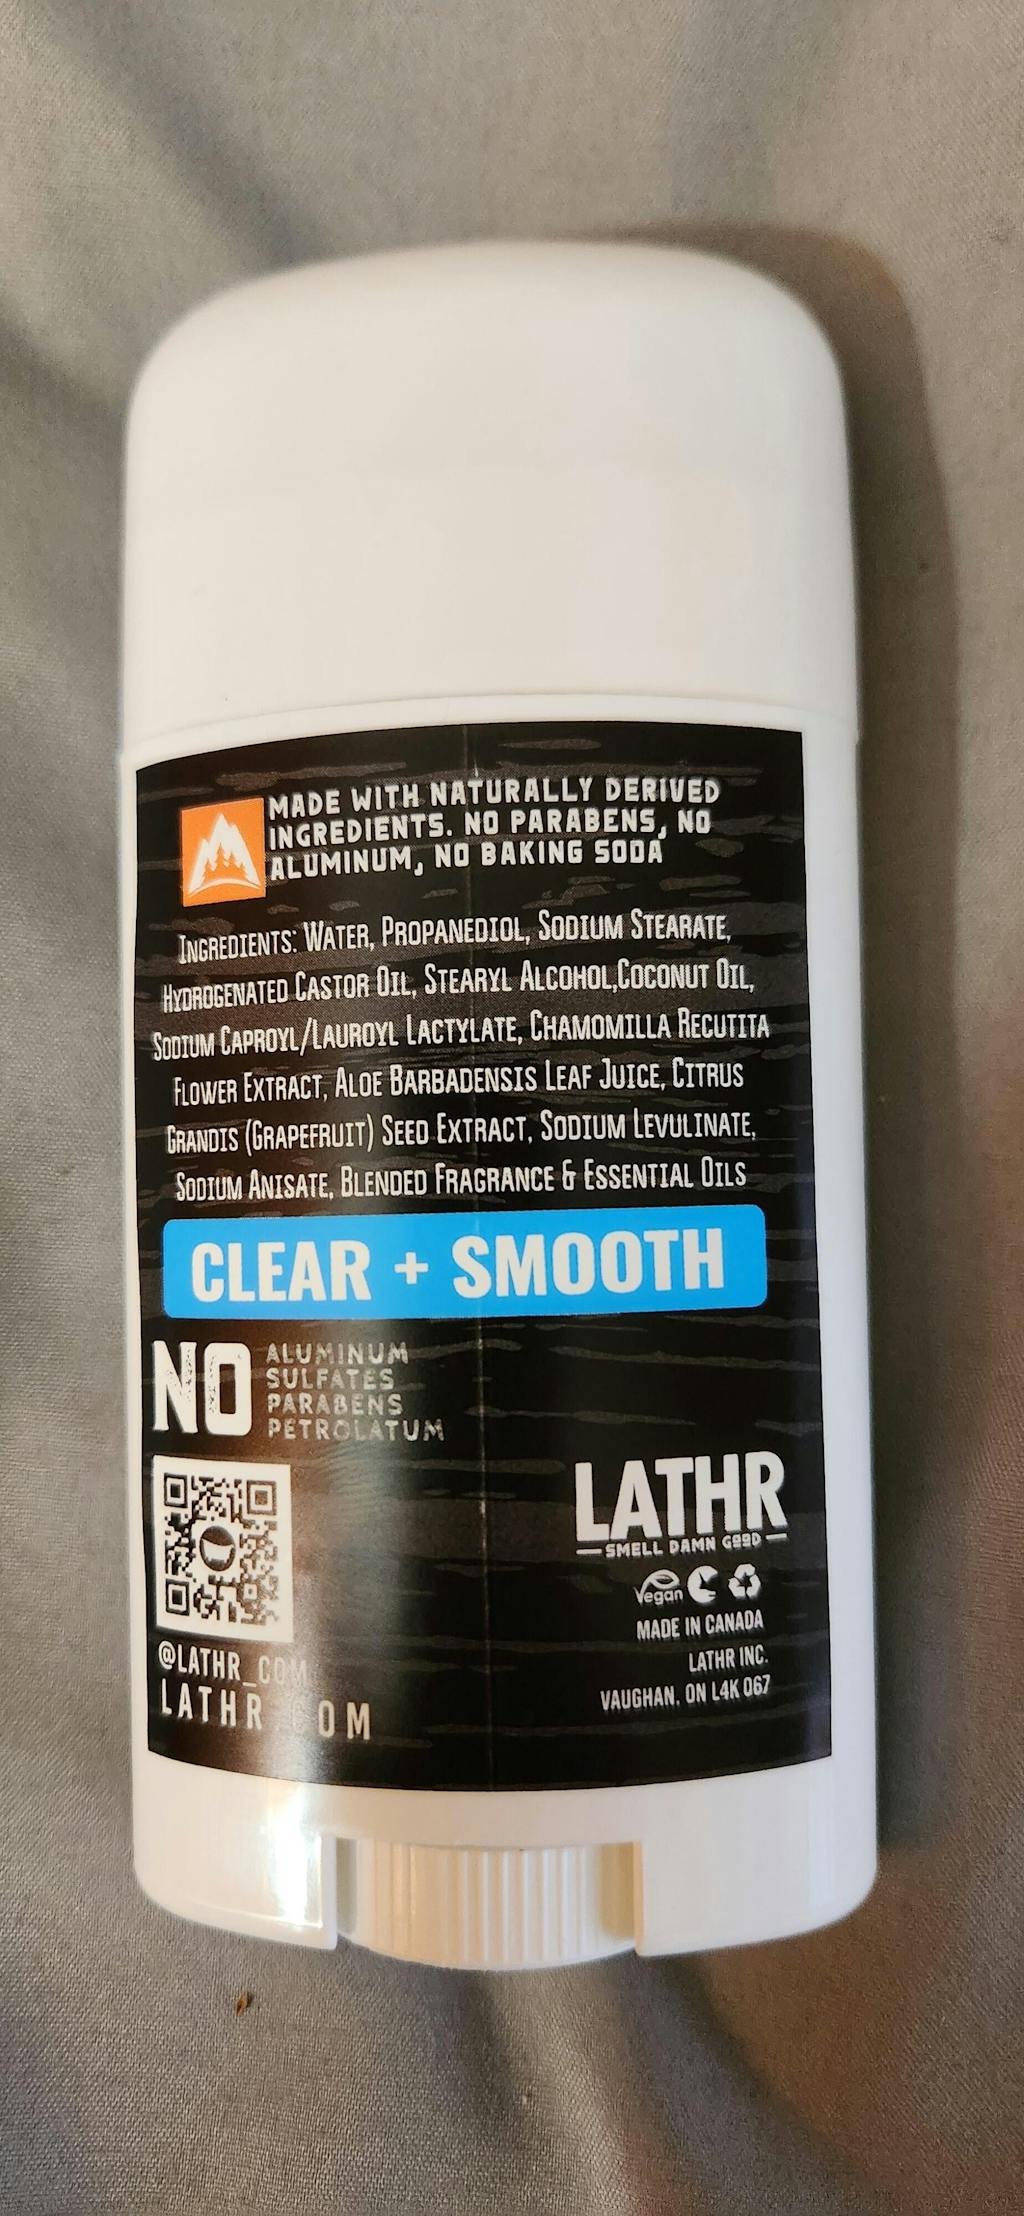 MADE WITH NATURALLY DERIVED
INGREDIENTS. NO PARABENS, NO
ALUMINUM, NO BAKING SODA
INGREDIENTS: WATER, PROPANEDIOL, SODIUM STEARATE,
HYDROGENATED CASTOR OIL, STEARYL ALCOHOL,COCONUT OIL,
SODIUM CAPROYL/LAUROYL LACTYLATE, CHAMOMILLA RECUTITA
FLOWER EXTRACT, ALOE BARBADENSIS LEAF JUICE, CITRUS
GRANDIS (GRAPEFRUIT) SEED EXTRACT, SODIUM LEVULINATE,
SODIUM ANISATE, BLENDED FRAGRANCE & ESSENTIAL OILS
CLEAR + SMOOTH
NO
ALUMINUM
SULFATES
PARABENS
PETROLATUM
@LATHR_COM
LATHR.COM
LATHR
SMELL DAMN GOOD
Vegan
MADE IN CANADA
LATHR INC.
VAUGHAN, ON L4K 0G7